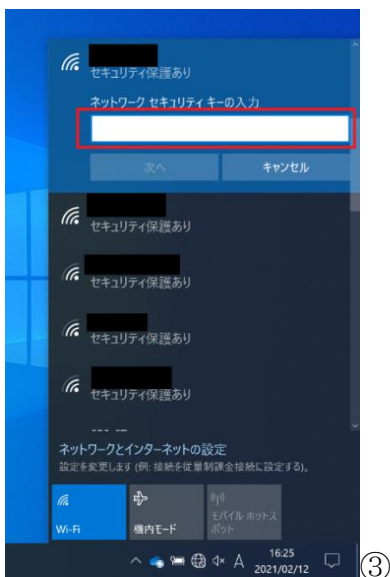 セキュリティ保護あり
ネットワーク セキュリティ キーの入力
次へ
キャンセル
セキュリティ保護あり
セキュリティ保護あり
セキュリティ保護あり
セキュリティ保護あり
ネットワークとインターネットの設定
設定を変更します (例: 接続を従量制課金接続に設定する)。
Wi-Fi
機内モード
モバイル ホットス
ポット
A
16:25
2021/02/12
③